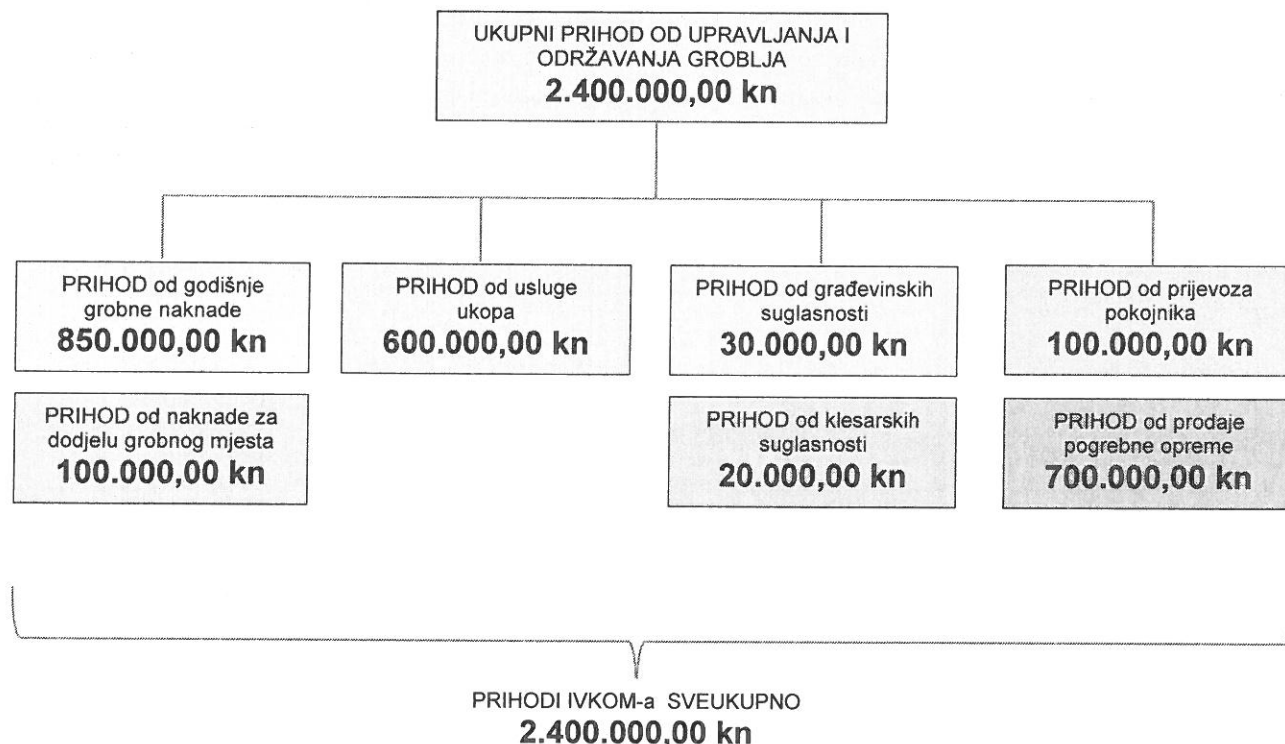 UKUPNI PRIHOD OD UPRAVLJANJA I
ODRŽAVANJA GROBLJA
2.400.000,00 kn
PRIHOD od godišnje
grobne naknade
850.000,00 kn
PRIHOD od usluge
ukopa
600.000,00 kn
PRIHOD od građevinskih
suglasnosti
30.000,00 kn
PRIHOD od prijevoza
pokojnika
100.000,00 kn
PRIHOD od naknade za
dodjelu grobnog mjesta
100.000,00 kn
PRIHOD od klesarskih
suglasnosti
20.000,00 kn
PRIHOD od prodaje
pogrebne opreme
700.000,00 kn
PRIHODI IVKOM-a SVEUKUPNO
2.400.000,00 kn